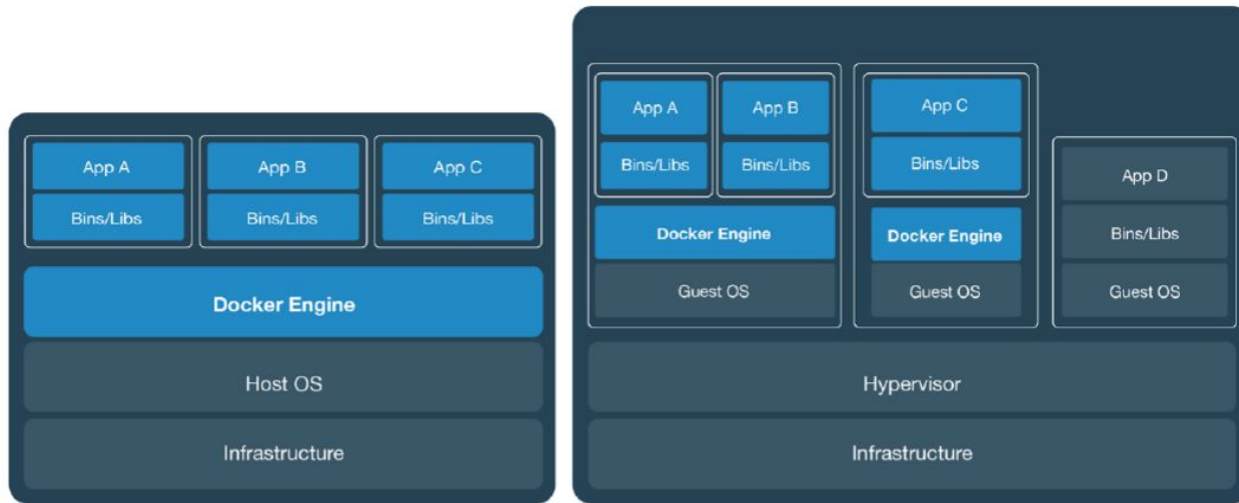 App A
App B
App C
Bins/Libs
Bins/Libs
Bins/Libs
Docker Engine
Host OS
Infrastructure
App A
App B
Bins/Libs
Bins/Libs
Docker Engine
Guest OS
App C
Bins/Libs
Docker Engine
Guest OS
App D
Bins/Libs
Guest OS
Hypervisor
Infrastructure